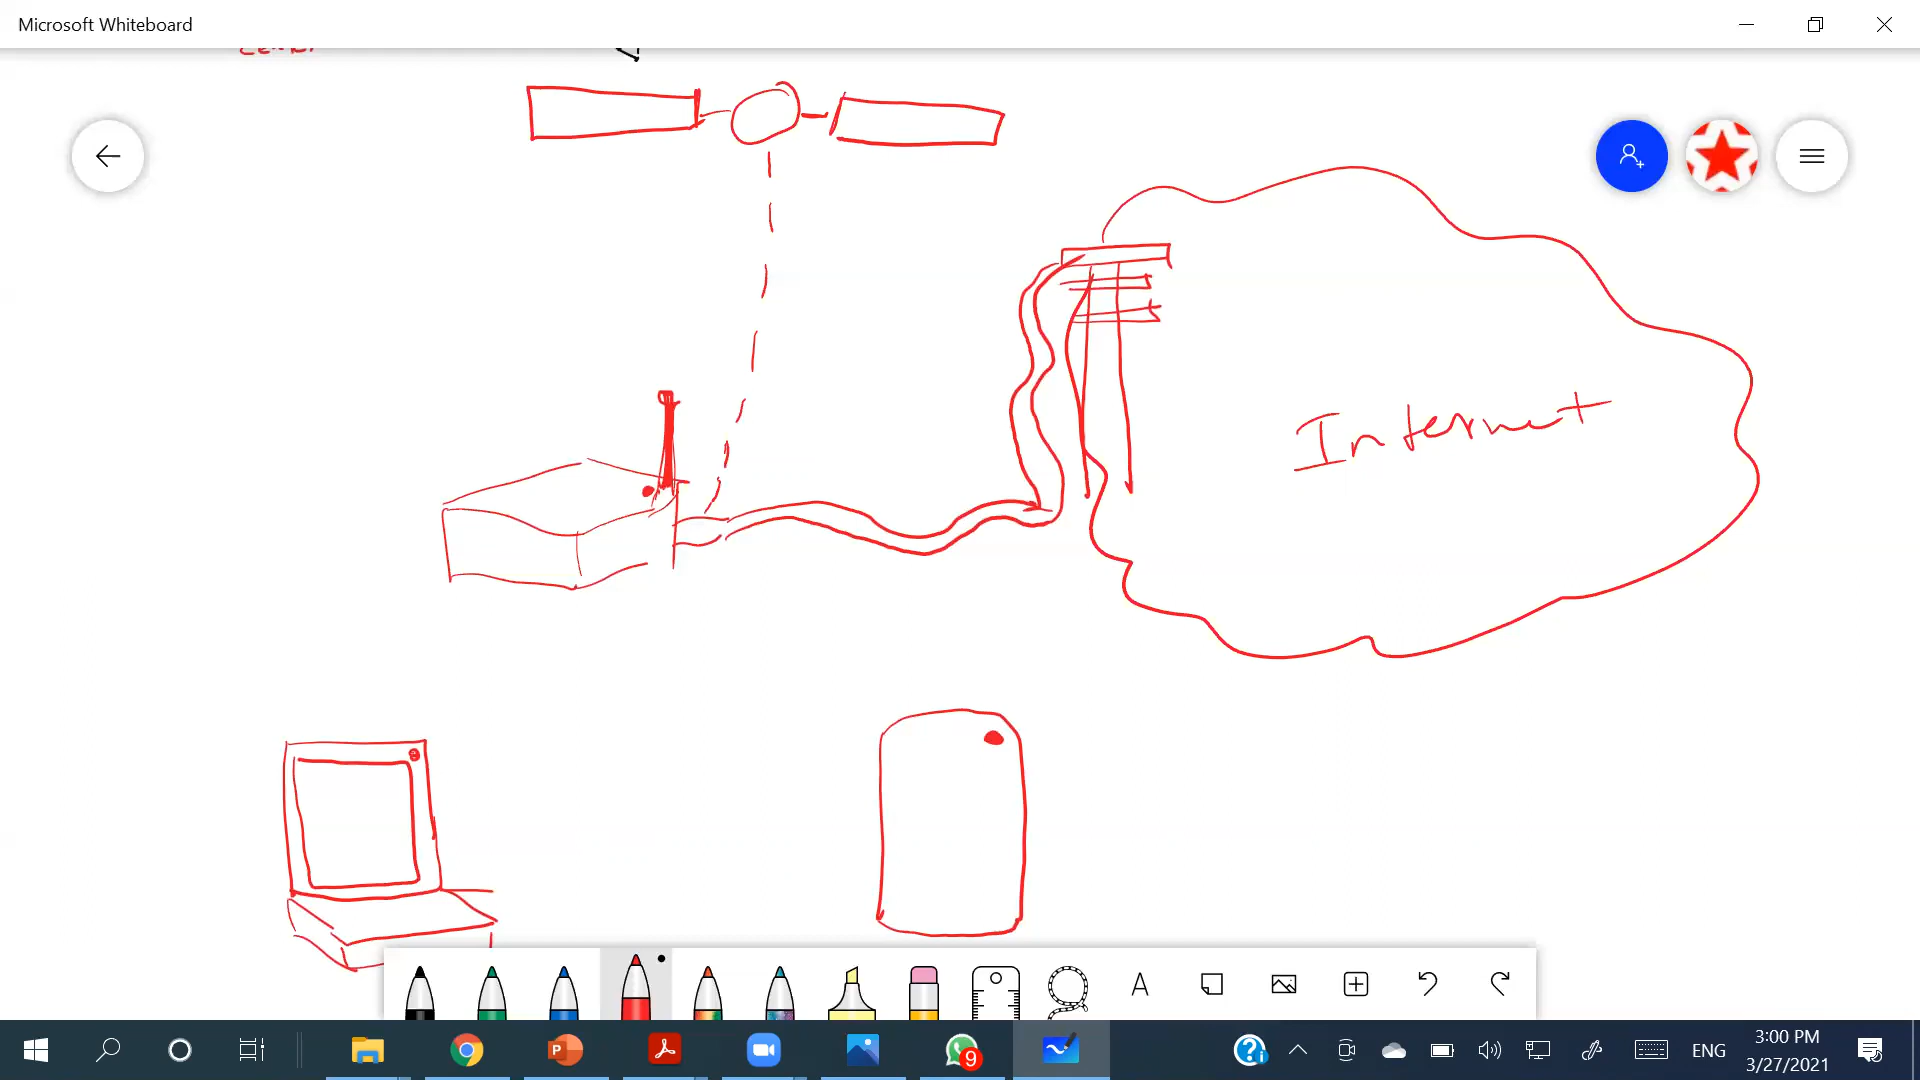 Microsoft Whiteboard
Internet
A
P
9
ENG
3:00 PM
3/27/2021